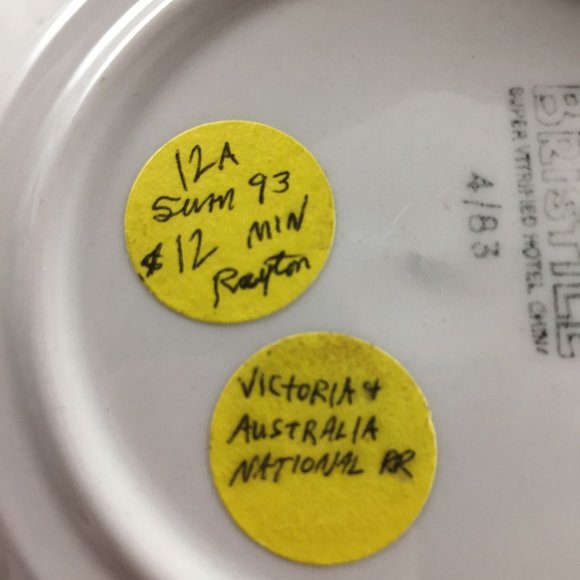 12A
SUM 93
$12 MIN
Rayton
VICTORIA &
AUSTRALIA
NATIONAL RR
BRISTILE
SUPER VITRIFIED HOTEL CHINA
4/83